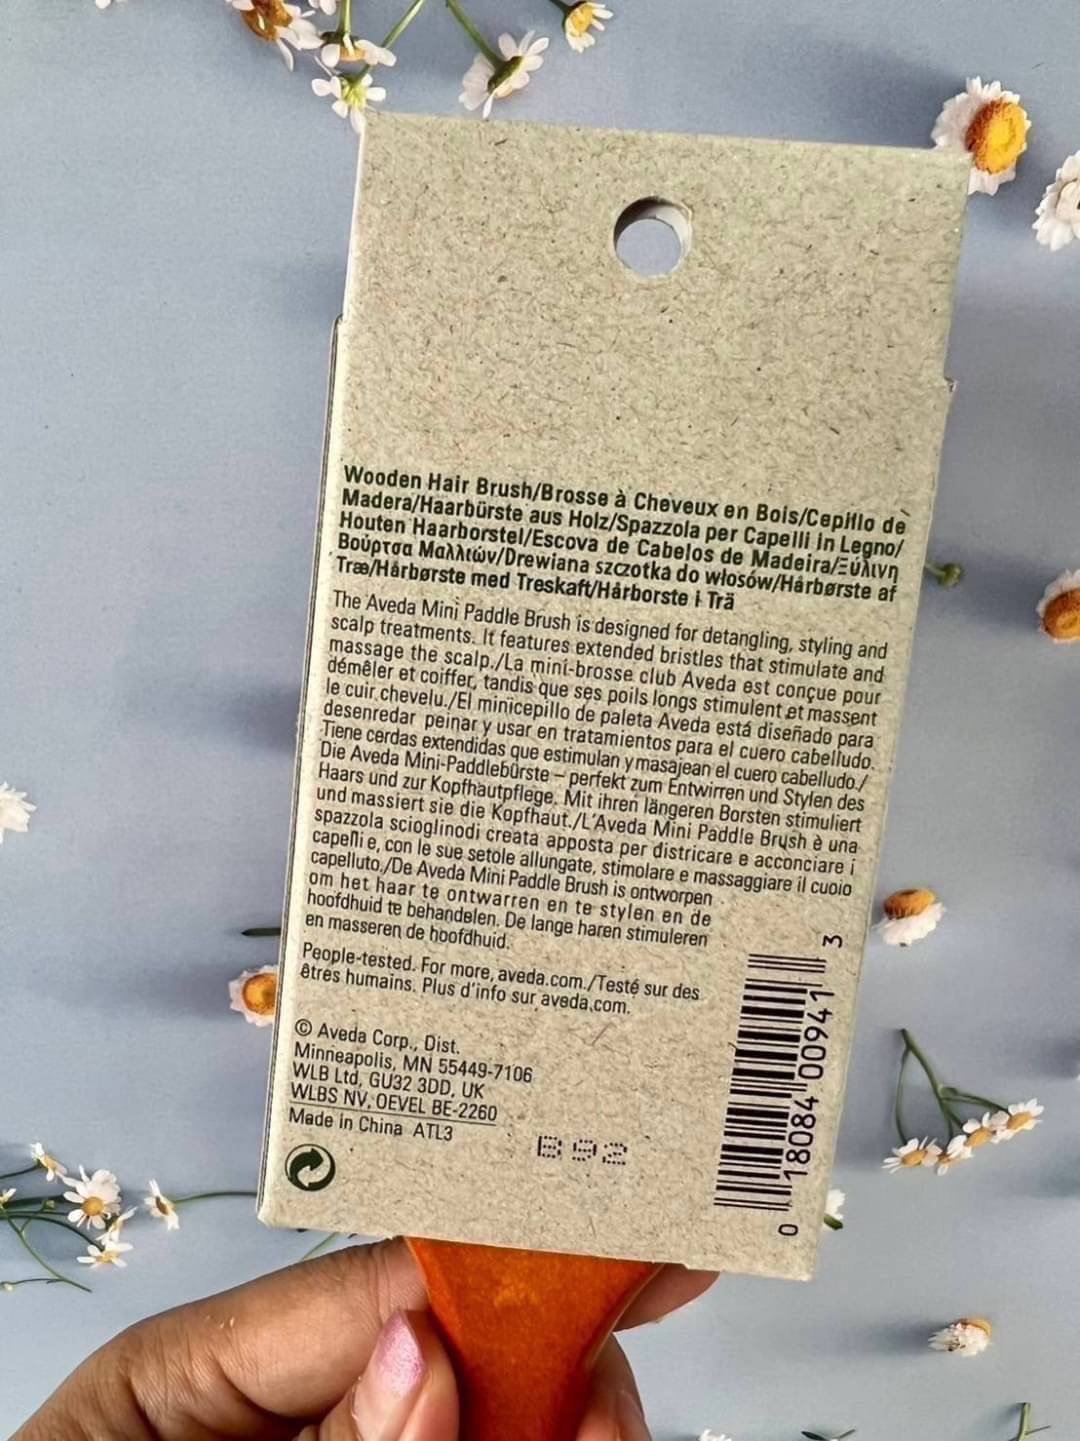 Wooden Hair Brush/Brosse à Cheveux en Bois/Cepillo de
Madera/Haarbürste aus Holz/Spazzola per Capelli in Legno/
Houten Haarborstel/Escova de Cabelos de Madeira/Ξύλινη
Βούρτσα Μαλλιών/Drewiana szczotka do włosów/Hårbørste af
Træ/Hårbørste med Treskaft/Hårborste i Trä
The Aveda Mini Paddle Brush is designed for detangling, styling and
scalp treatments. It features extended bristles that stimulate and
massage the scalp./La mini-brosse club Aveda est conçue pour
démêler et coiffer, tandis que ses poils longs stimulent et massent
le cuir chevelu./El minicepillo de paleta Aveda está diseñado para
desenredar peinar y usar en tratamientos para el cuero cabelludo.
Tiene cerdas extendidas que estimulan y masajean el cuero cabelludo./
Die Aveda Mini-Paddlebürste – perfekt zum Entwirren und Stylen des
Haars und zur Kopfhautpflege. Mit ihren längeren Borsten stimuliert
und massiert sie die Kopfhaut./L'Aveda Mini Paddle Brush è una
spazzola scioglinodi creata apposta per districare e acconciare i
capelli e, con le sue setole allungate, stimolare e massaggiare il cuoio
capelluto./De Aveda Mini Paddle Brush is ontworpen
om het haar te ontwarren en te stylen en de
hoofdhuid te behandelen. De lange haren stimuleren
en masseren de hoofdhuid.
People-tested. For more, aveda.com./Testé sur des
êtres humains. Plus d'info sur aveda.com.
© Aveda Corp., Dist.
Minneapolis, MN 55449-7106
WLB Ltd, GU32 3DD, UK
WLBS NV, OEVEL BE-2260
Made in China ATL3
B92
0 18084 00941 3